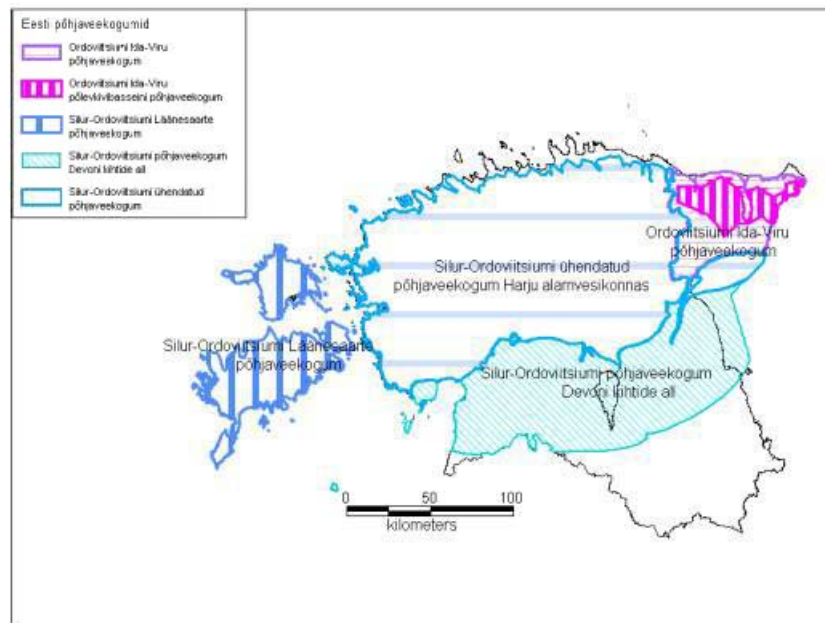 Eesti põhjaveekogumid
Ordoviitsiumi Ida-Viru
põhjaveekogum
Ordoviitsiumi Ida-Viru
põlevkivibasseini põhjaveekogum
Silur-Ordoviitsiumi Läänesaarte
põhjaveekogum
Silur-Ordoviitsiumi põhjaveekogum
Devoni kihtide all
Silur-Ordoviitsiumi ühendatud
põhjaveekogum
Ordoviitsiumi Ida-Viru
põhjaveekogum
Silur-Ordoviitsiumi ühendatud
põhjaveekogum Harju alamvesikonnas
Silur-Ordoviitsiumi Läänesaarte
põhjaveekogum
Silur-Ordoviitsiumi põhjaveekogum
Devoni kihtide all
0 50 100
kilometers